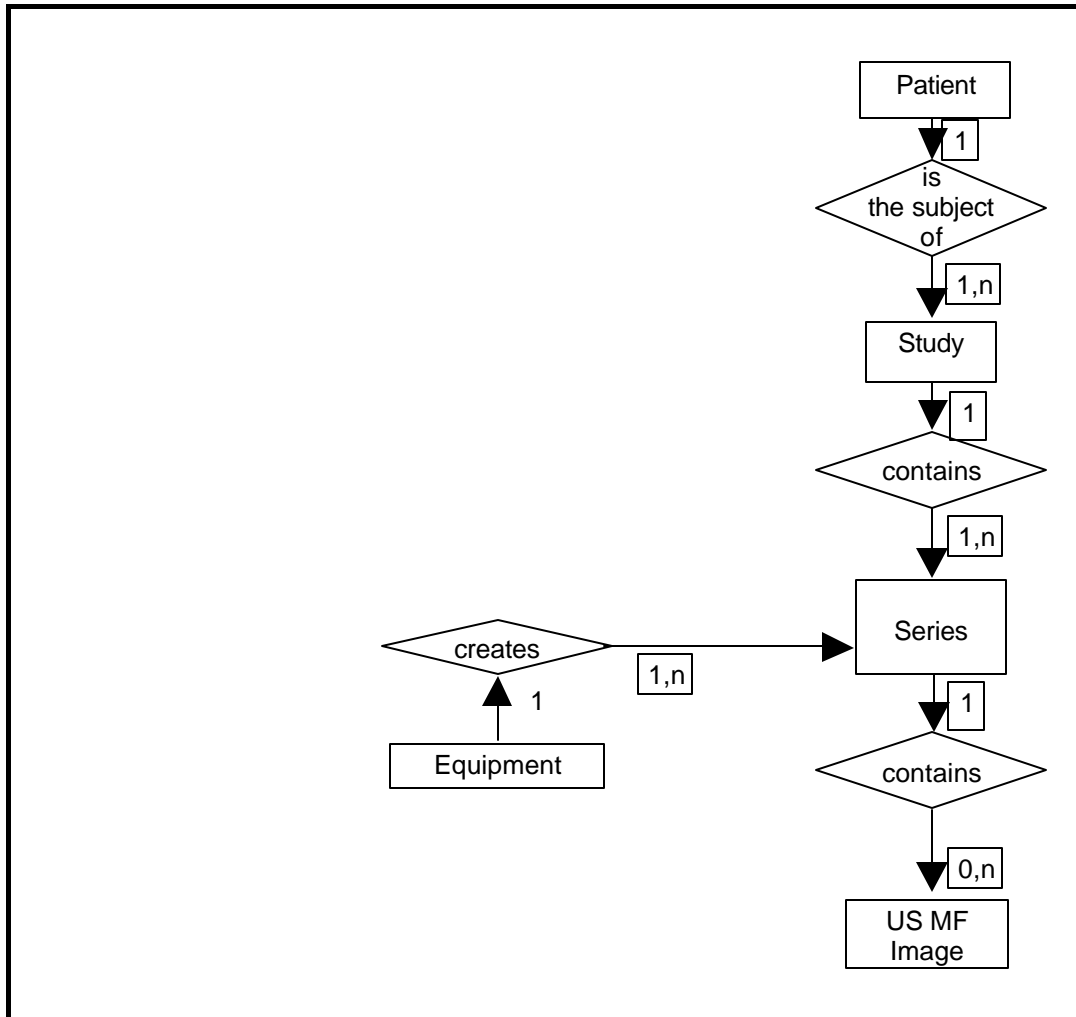 Patient
1
is
the subject
of
1,n
Study
1
contains
1,n
Series
creates
1,n
1
1
Equipment
contains
0,n
US MF
Image